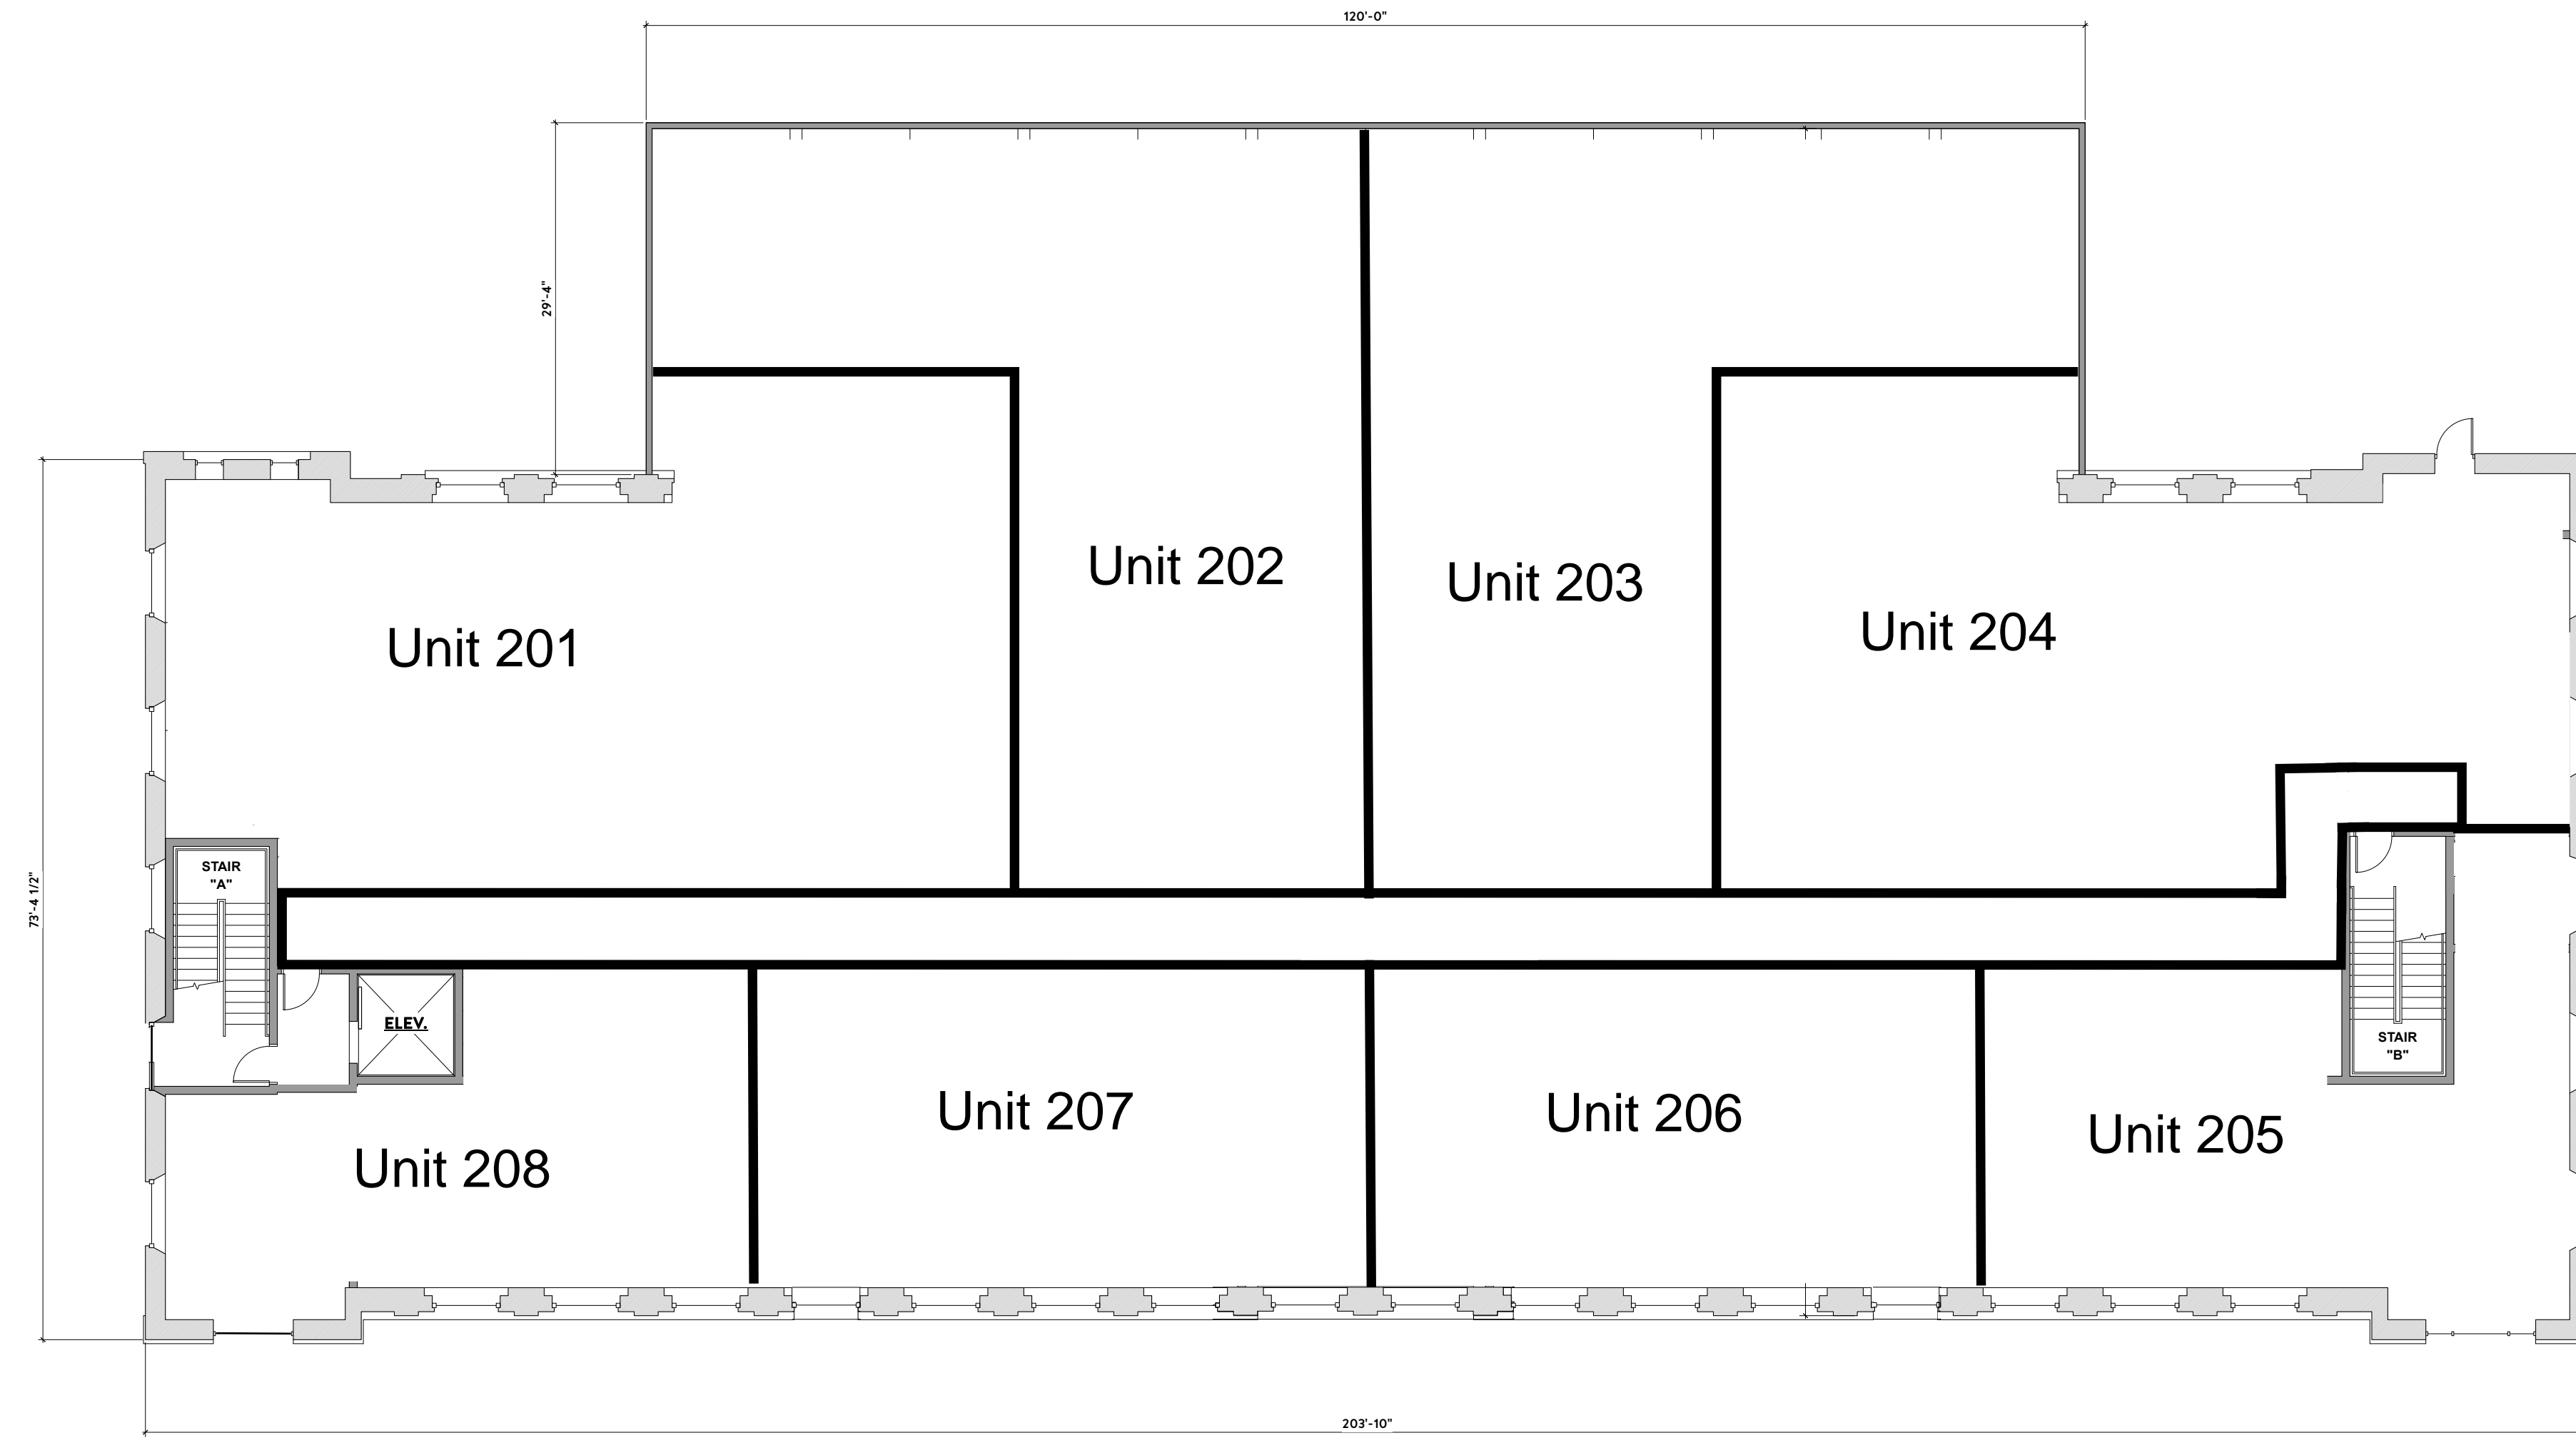 120'-0"
29'-4"
Unit 202
Unit 203
Unit 204
Unit 201
STAIR
"A"
73'-4 1/2"
ELEV.
STAIR
"B"
Unit 207
Unit 206
Unit 205
Unit 208
203'-10"